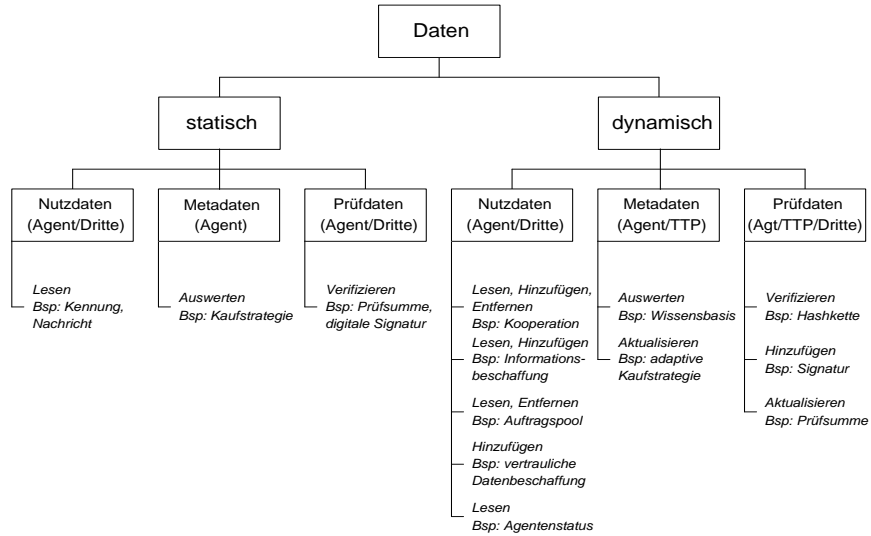 Daten
statisch
dynamisch
Nutzdaten
(Agent/Dritte)
Metadaten
(Agent)
Prüfdaten
(Agent/Dritte)
Nutzdaten
(Agent/Dritte)
Metadaten
(Agent/TTP)
Prüfdaten
(Agt/TTP/Dritte)
Lesen
Bsp: Kennung,
Nachricht
Auswerten
Bsp: Kaufstrategie
Verifizieren
Bsp: Prüfsumme,
digitale Signatur
Lesen, Hinzufügen,
Entfernen
Bsp: Kooperation
Lesen, Hinzufügen
Bsp: Informations-
beschaffung
Lesen, Entfernen
Bsp: Auftragspool
Hinzufügen
Bsp: vertrauliche
Datenbeschaffung
Lesen
Bsp: Agentenstatus
Auswerten
Bsp: Wissensbasis
Aktualisieren
Bsp: adaptive
Kaufstrategie
Verifizieren
Bsp: Hashkette
Hinzufügen
Bsp: Signatur
Aktualisieren
Bsp: Prüfsumme